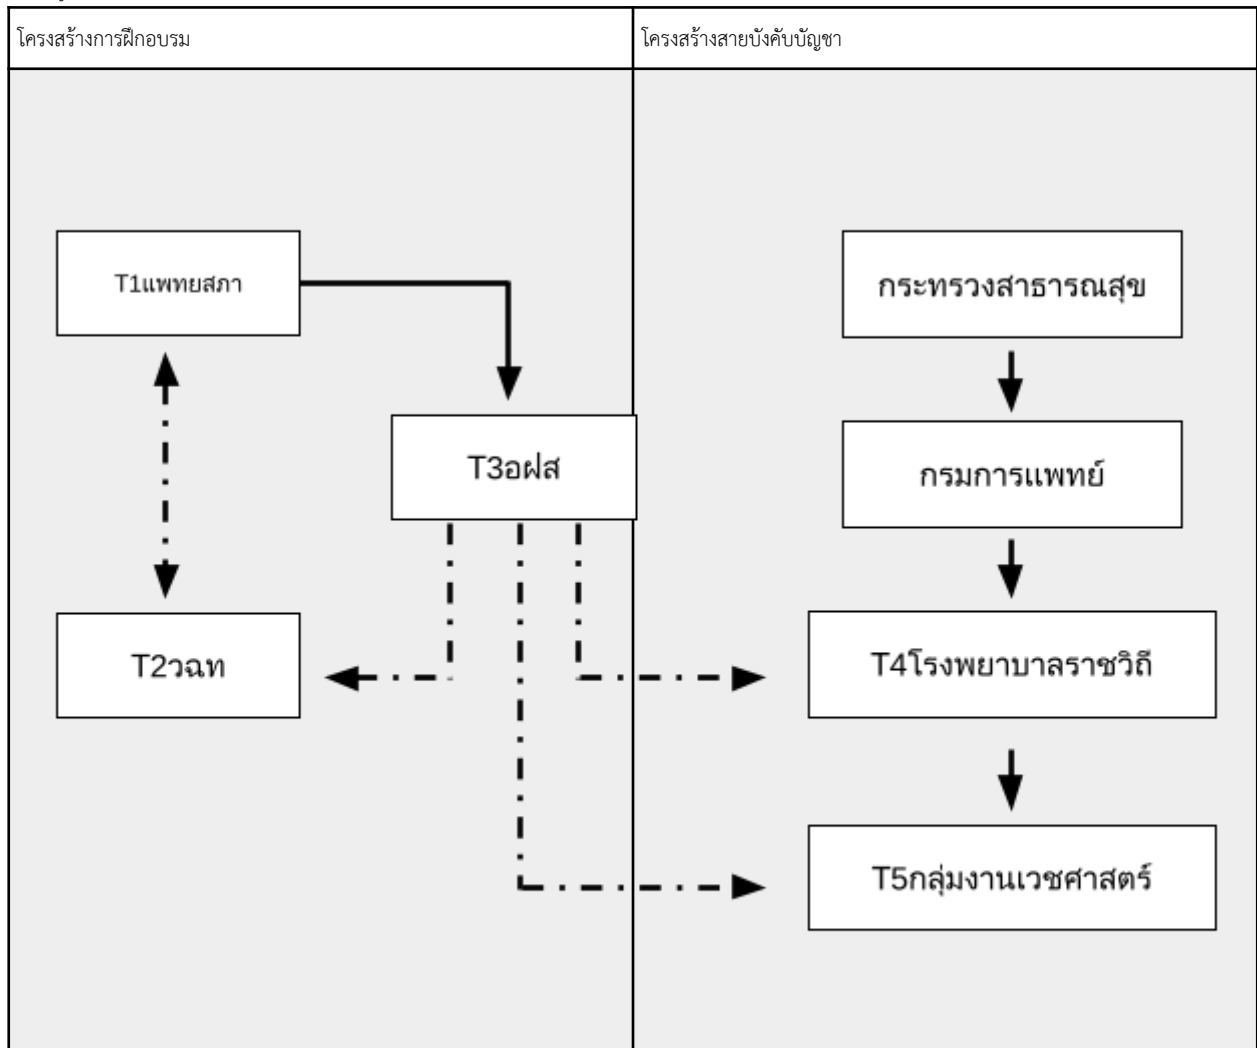 โครงสร้างการฝึกอบรม
โครงสร้างสายบังคับบัญชา
T1แพทยสภา
กระทรวงสาธารณสุข
T3อฝส
กรมการแพทย์
T2วฉท
T4โรงพยาบาลราชวิถี
T5กลุ่มงานเวชศาสตร์